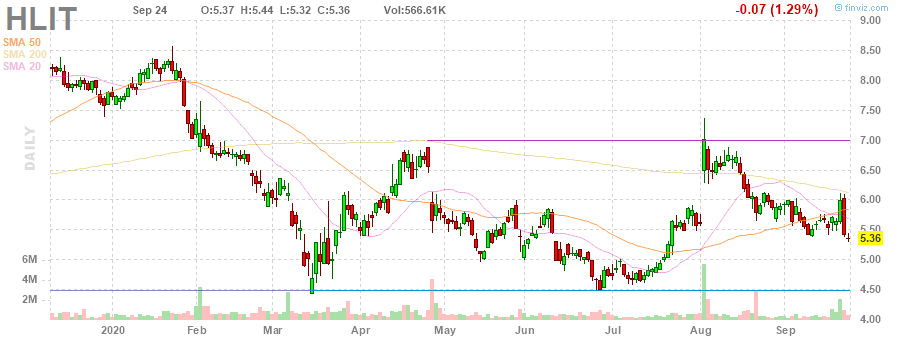 HLIT
Sep 24 O:5.37 H:5.44 L:5.32 C:5.36 Vol:566.61K
-0.07 (1.29%)
© finviz.com
SMA 50
SMA 200
SMA 20
DAILY
9.00
8.50
8.00
7.50
7.00
6.50
6.00
5.50
5.36
5.00
4.50
4.00
6M
4M
2M
2020 Feb Mar Apr May Jun Jul Aug Sep